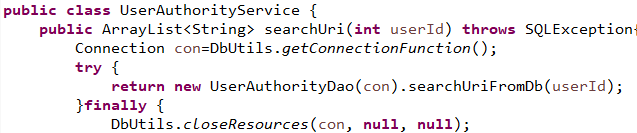 public class UserAuthorityService {
public ArrayList<String> searchUri(int userId) throws SQLException{
Connection con=DbUtils.getConnectionFunction();
try {
return new UserAuthorityDao(con).searchUriFromDb(userId);
}finally {
DbUtils.closeResources(con, null, null);